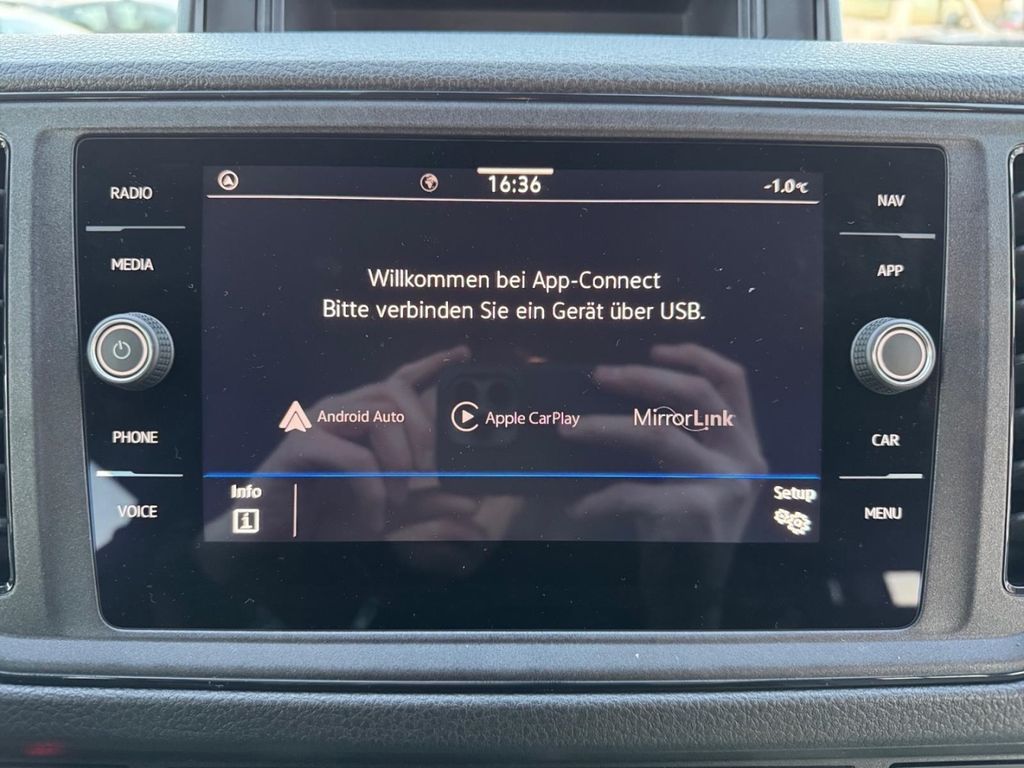 RADIO
MEDIA
PHONE
VOICE
16:36
-1.0°C
Willkommen bei App-Connect
Bitte verbinden Sie ein Gerät über USB.
Android Auto
Apple CarPlay
MirrorLink
Info
Setup
NAV
APP
CAR
MENU